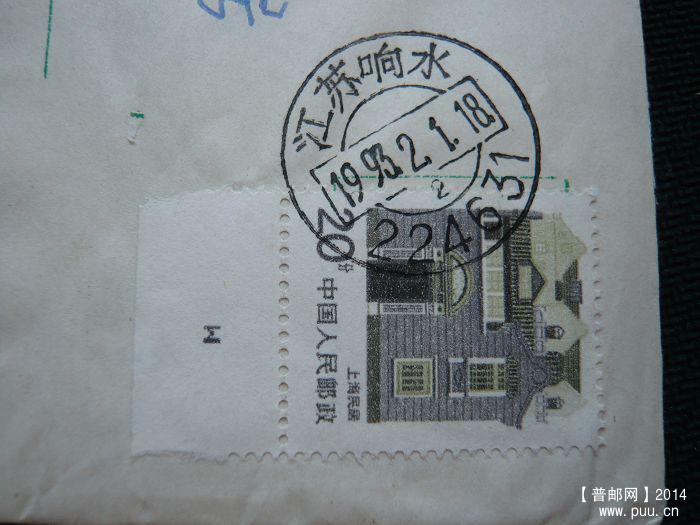 江苏响水
1993.2.1.18
2
224631
20分
中国人民邮政
上海民居
M
【普邮网】2014
www.puu.cn